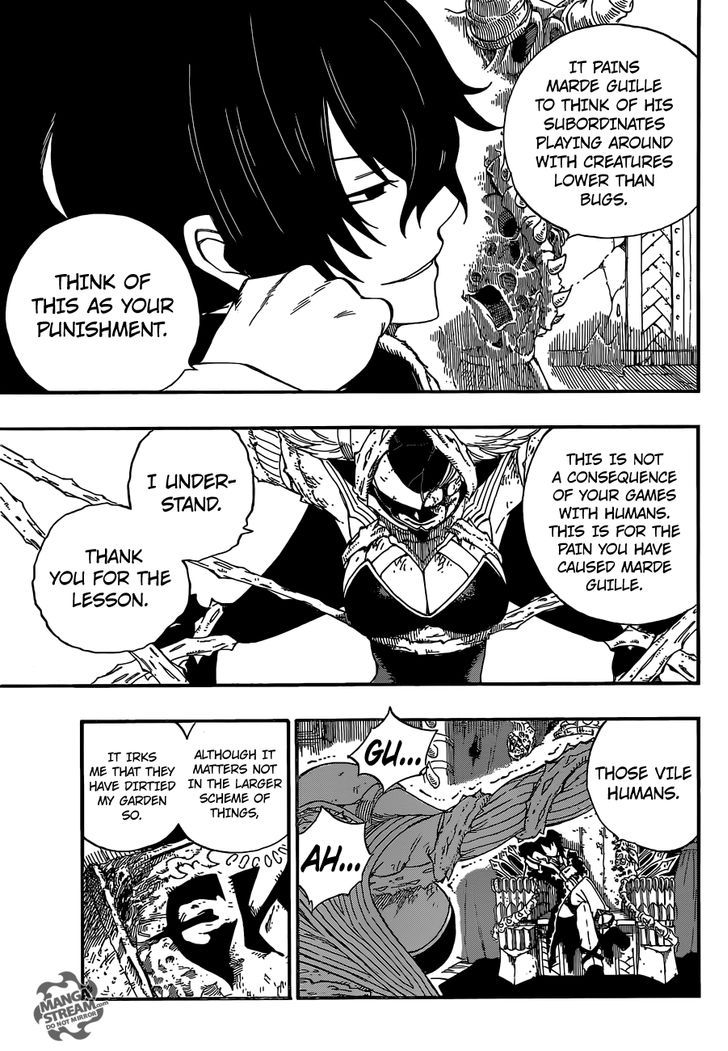 IT PAINS
MARDE GUILLE
TO THINK OF HIS
SUBORDINATES
PLAYING AROUND
WITH CREATURES
LOWER THAN
BUGS.
THINK OF
THIS AS YOUR
PUNISHMENT.
THIS IS NOT
A CONSEQUENCE
OF YOUR GAMES
WITH HUMANS.
THIS IS FOR THE
PAIN YOU HAVE
CAUSED MARDE
GUILLE.
I UNDER-
STAND.
THANK
YOU FOR THE
LESSON.
THOSE VILE
HUMANS.
GU...
AH...
ALTHOUGH IT
MATTERS NOT
IN THE LARGER
SCHEME OF
THINGS,
IT IRKS
ME THAT THEY
HAVE DIRTIED
MY GARDEN
SO.
MANGA
STREAM.com
DO NOT MIRROR